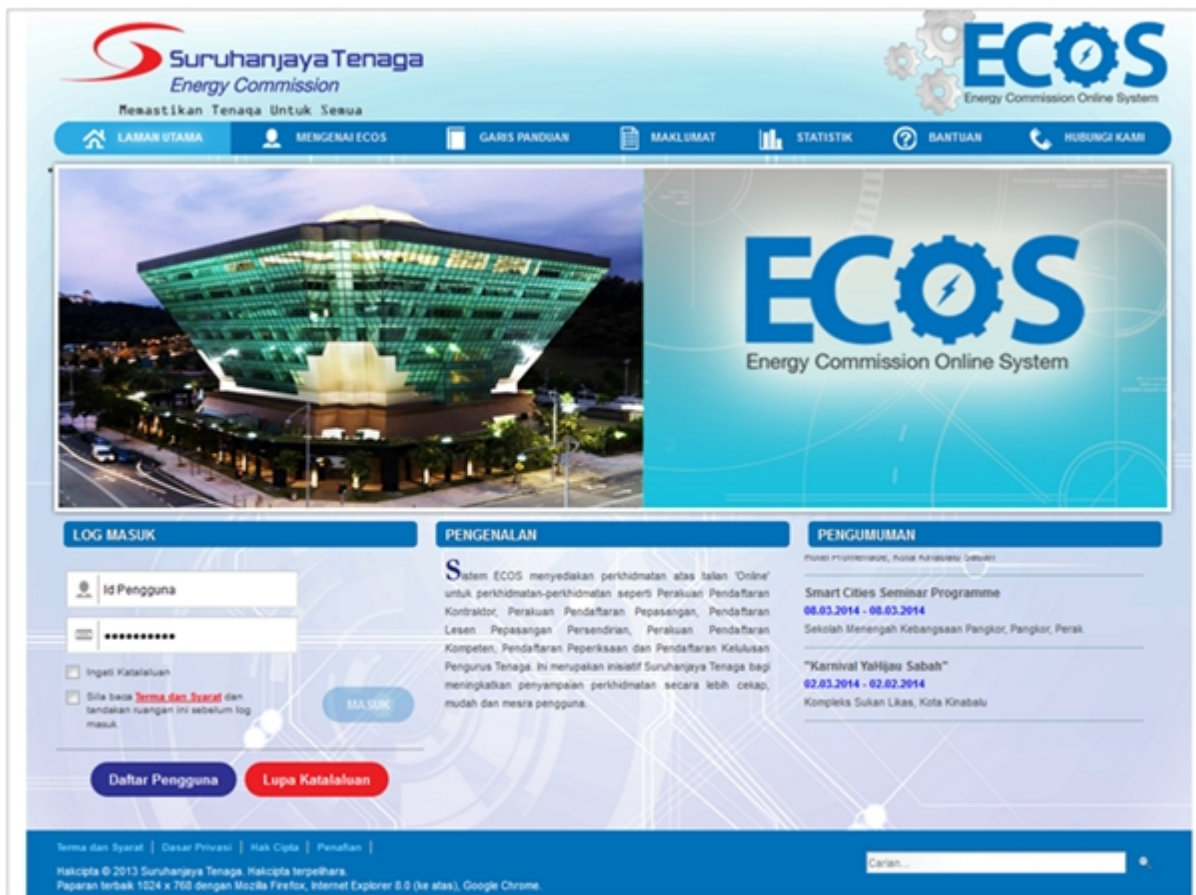 Suruhanjaya Tenaga
Energy Commission
Memastikan Tenaga Untuk Semua
ECOS
Energy Commission Online System
LAMAN UTAMA
MENGENAI ECOS
GARIS PANDUAN
MAKLUMAT
STATISTIK
BANTUAN
HUBUNGI KAMI
ECOS
Energy Commission Online System
LOG MASUK
Id Pengguna
Ingati Katalaluan
Sila baca Terma dan Syarat dan
tandakan ruangan ini sebelum log
masuk
MASUK
Daftar Pengguna
Lupa Katalaluan
PENGENALAN
Sistem ECOS menyediakan perkhidmatan atas talian 'Online'
untuk perkhidmatan-perkhidmatan seperti Perakuan Pendaftaran
Kontraktor, Perakuan Pendaftaran Pepasangan, Pendaftaran
Lesen Pepasangan Persendirian, Perakuan Pendaftaran
Kompeten, Pendaftaran Peperiksaan dan Pendaftaran Kelulusan
Pengurus Tenaga. Ini merupakan inisiatif Suruhanjaya Tenaga bagi
meningkatkan penyampaian perkhidmatan secara lebih cekap,
mudah dan mesra pengguna.
PENGUMUMAN
Hotel Promenade, Kota Kinabalu Sabah
Smart Cities Seminar Programme
08.03.2014 - 08.03.2014
Sekolah Menengah Kebangsaan Pangkor, Pangkor, Perak
"Karnival YaHijau Sabah"
02.03.2014 - 02.02.2014
Kompleks Sukan Likas, Kota Kinabalu
Terma dan Syarat | Dasar Privasi | Hak Cipta | Penafian |
Hakcipta © 2013 Suruhanjaya Tenaga. Hakcipta terpelihara.
Paparan terbaik 1024 x 768 dengan Mozilla Firefox, Internet Explorer 8.0 (ke atas), Google Chrome.
Carian...